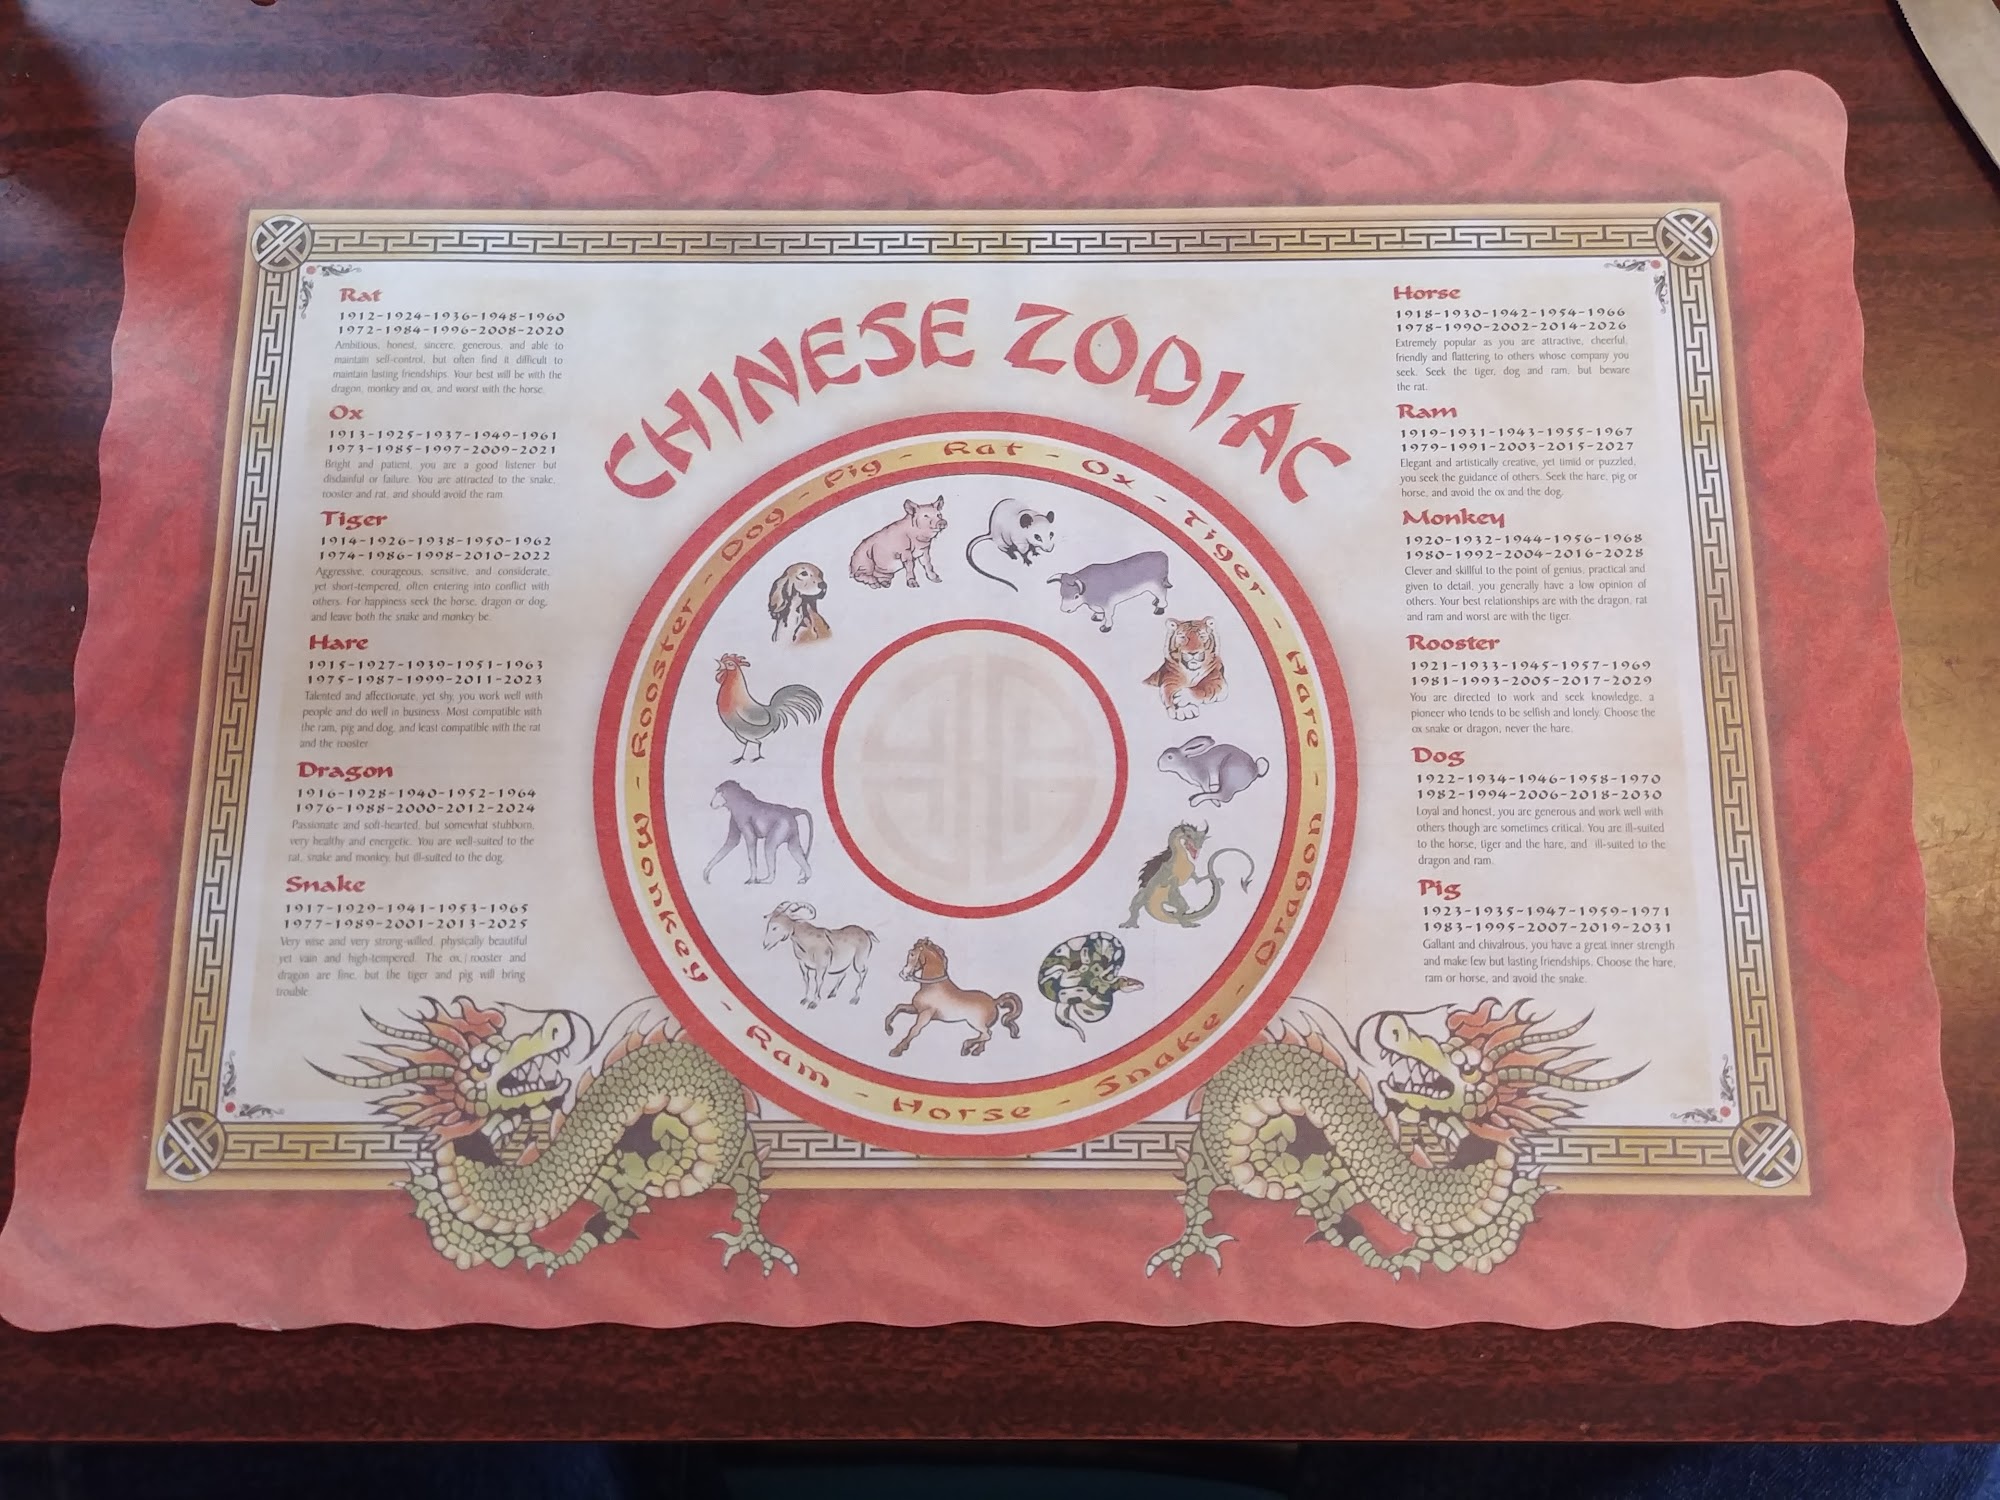 CHINESE ZODIAC
Rat
1912-1924-1936-1948-1960
1972-1984-1996-2008-2020
Ambitious, honest, sincere, generous, and able to
maintain self-control, but often find it difficult to
maintain lasting friendships. Your best will be with the
dragon, monkey and ox, and worst with the horse.
Ox
1913-1925-1937-1949-1961
1973-1985-1997-2009-2021
Bright and patient, you are a good listener but
disdainful or failure. You are attracted to the snake,
rooster and rat, and should avoid the ram.
Tiger
1914-1926-1938-1950-1962
1974-1986-1998-2010-2022
Aggressive, courageous, sensitive, and considerate,
yet short-tempered, often entering into conflict with
others. For happiness seek the horse, dragon or dog,
and leave both the snake and monkey be.
Hare
1915-1927-1939-1951-1963
1975-1987-1999-2011-2023
Talented and affectionate, yet shy, you work well with
people and do well in business. Most compatible with
the ram, pig and dog, and least compatible with the rat
and the rooster.
Dragon
1916-1928-1940-1952-1964
1976-1988-2000-2012-2024
Passionate and soft-hearted, but somewhat stubborn,
very healthy and energetic. You are well-suited to the
rat, snake and monkey, but ill-suited to the dog.
Snake
1917-1929-1941-1953-1965
1977-1989-2001-2013-2025
Very wise and very strong-willed, physically beautiful
yet vain and high-tempered. The ox, rooster and
dragon are fine, but the tiger and pig will bring
trouble.
Rat - Ox - Tiger - Hare - Dragon - Snake - Horse - Ram - Monkey - Rooster - Dog - Pig -
Horse
1918-1930-1942-1954-1966
1978-1990-2002-2014-2026
Extremely popular as you are attractive, cheerful,
friendly and flattering to others whose company you
seek. Seek the tiger, dog and ram, but beware
the rat.
Ram
1919-1931-1943-1955-1967
1979-1991-2003-2015-2027
Elegant and artistically creative, yet timid or puzzled,
you seek the guidance of others. Seek the hare, pig or
horse, and avoid the ox and the dog.
Monkey
1920-1932-1944-1956-1968
1980-1992-2004-2016-2028
Clever and skillful to the point of genius, practical and
given to detail, you generally have a low opinion of
others. Your best relationships are with the dragon, rat
and ram and worst are with the tiger.
Rooster
1921-1933-1945-1957-1969
1981-1993-2005-2017-2029
You are directed to work and seek knowledge, a
pioneer who tends to be selfish and lonely. Choose the
ox snake or dragon, never the hare.
Dog
1922-1934-1946-1958-1970
1982-1994-2006-2018-2030
Loyal and honest, you are generous and work well with
others though are sometimes critical. You are ill-suited
to the horse, tiger and the hare, and ill-suited to the
dragon and ram.
Pig
1923-1935-1947-1959-1971
1983-1995-2007-2019-2031
Gallant and chivalrous, you have a great inner strength
and make few but lasting friendships. Choose the hare,
ram or horse, and avoid the snake.